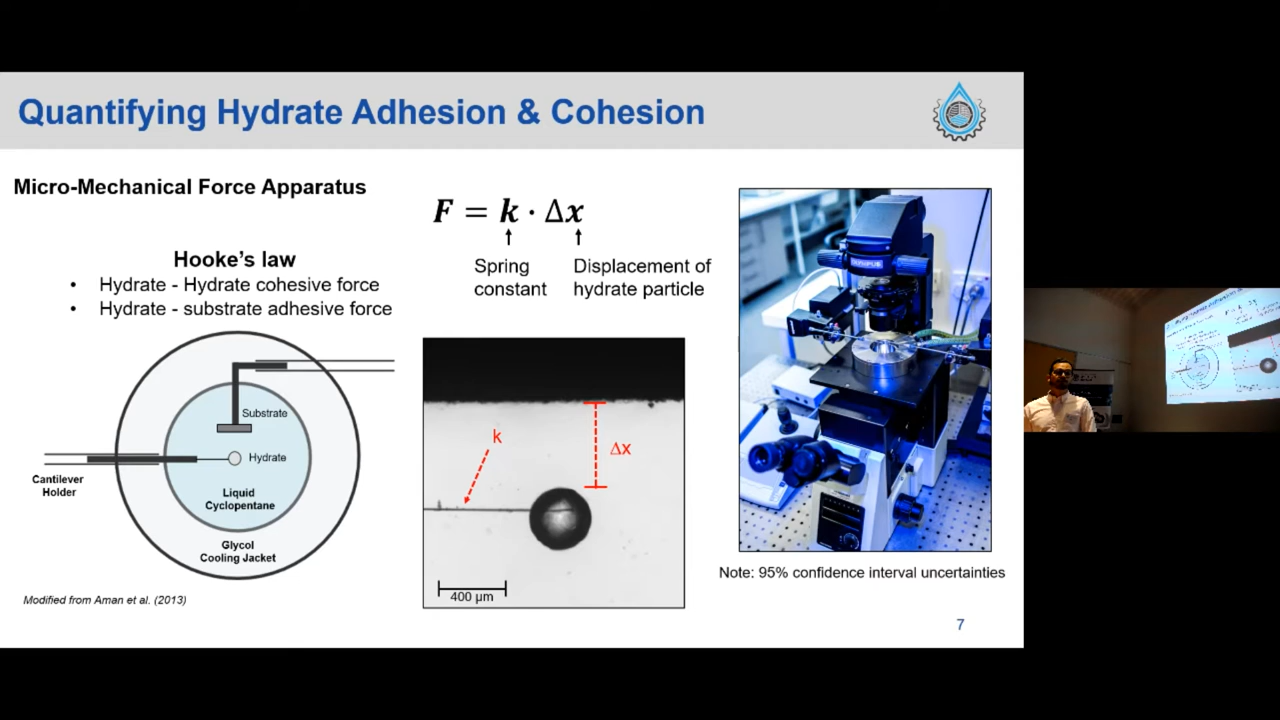 Quantifying Hydrate Adhesion & Cohesion
Micro-Mechanical Force Apparatus
Hooke's law
• Hydrate - Hydrate cohesive force
• Hydrate - substrate adhesive force
F = k · Δx
Spring constant
Displacement of hydrate particle
Substrate
Hydrate
Cantilever
Holder
Liquid
Cyclopentane
Glycol
Cooling Jacket
Modified from Aman et al. (2013)
k
Δx
400 µm
OLYMPUS
Note: 95% confidence interval uncertainties
7